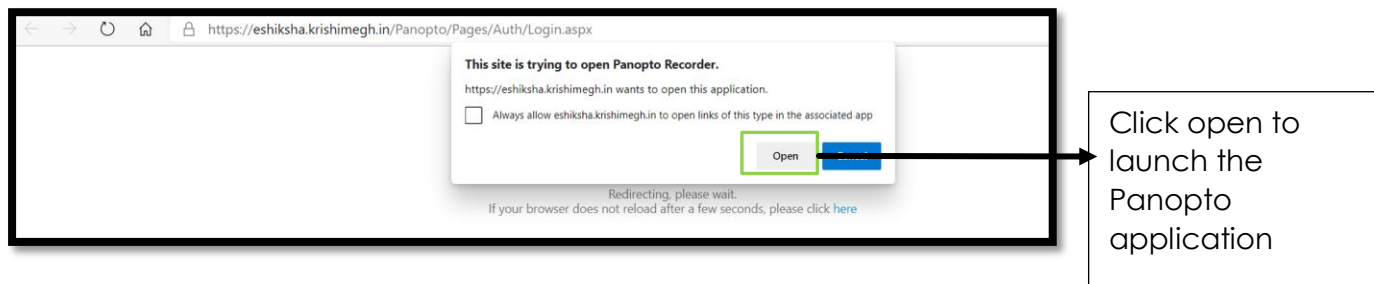 https://eshiksha.krishimegh.in/Panopto/Pages/Auth/Login.aspx
This site is trying to open Panopto Recorder.
https://eshiksha.krishimegh.in wants to open this application.
Always allow eshiksha.krishimegh.in to open links of this type in the associated app
Open
Redirecting, please wait.
If your browser does not reload after a few seconds, please click here
Click open to
launch the
Panopto
application